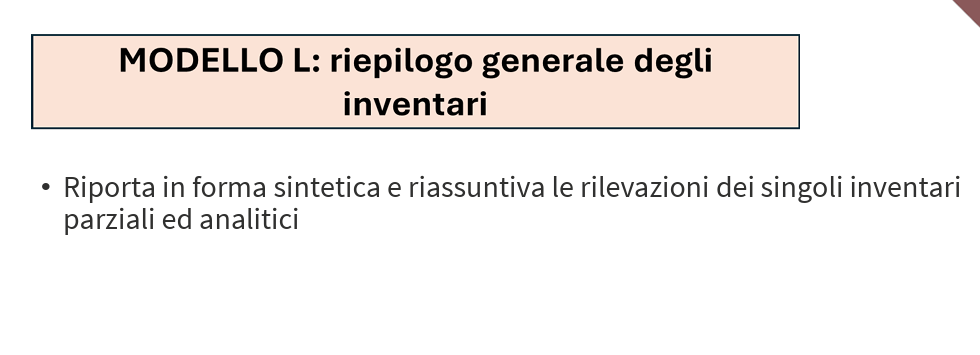 MODELLO L: riepilogo generale degli
inventari
• Riporta in forma sintetica e riassuntiva le rilevazioni dei singoli inventari
parziali ed analitici